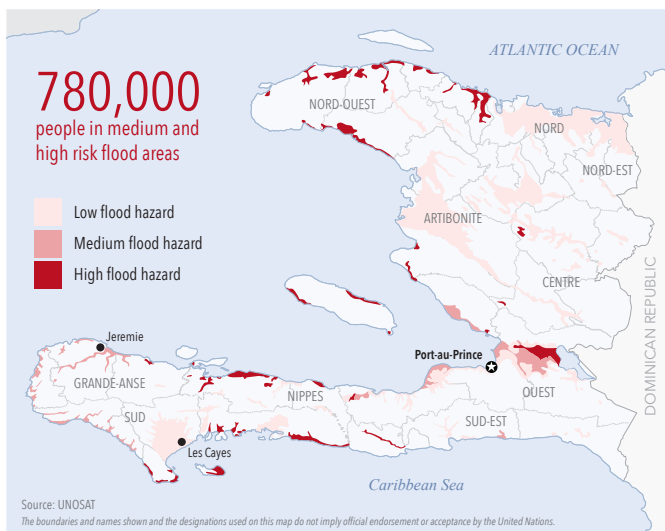 ATLANTIC OCEAN
780,000
people in medium and
high risk flood areas
NORD-OUEST
NORD
NORD-EST
Low flood hazard
Medium flood hazard
High flood hazard
ARTIBONITE
CENTRE
DOMINICAN REPUBLIC
Jeremie
Port-au-Prince
GRANDE-ANSE
NIPPES
OUEST
SUD
SUD-EST
Les Cayes
Caribbean Sea
Source: UNOSAT
The boundaries and names shown and the designations used on this map do not imply official endorsement or acceptance by the United Nations.